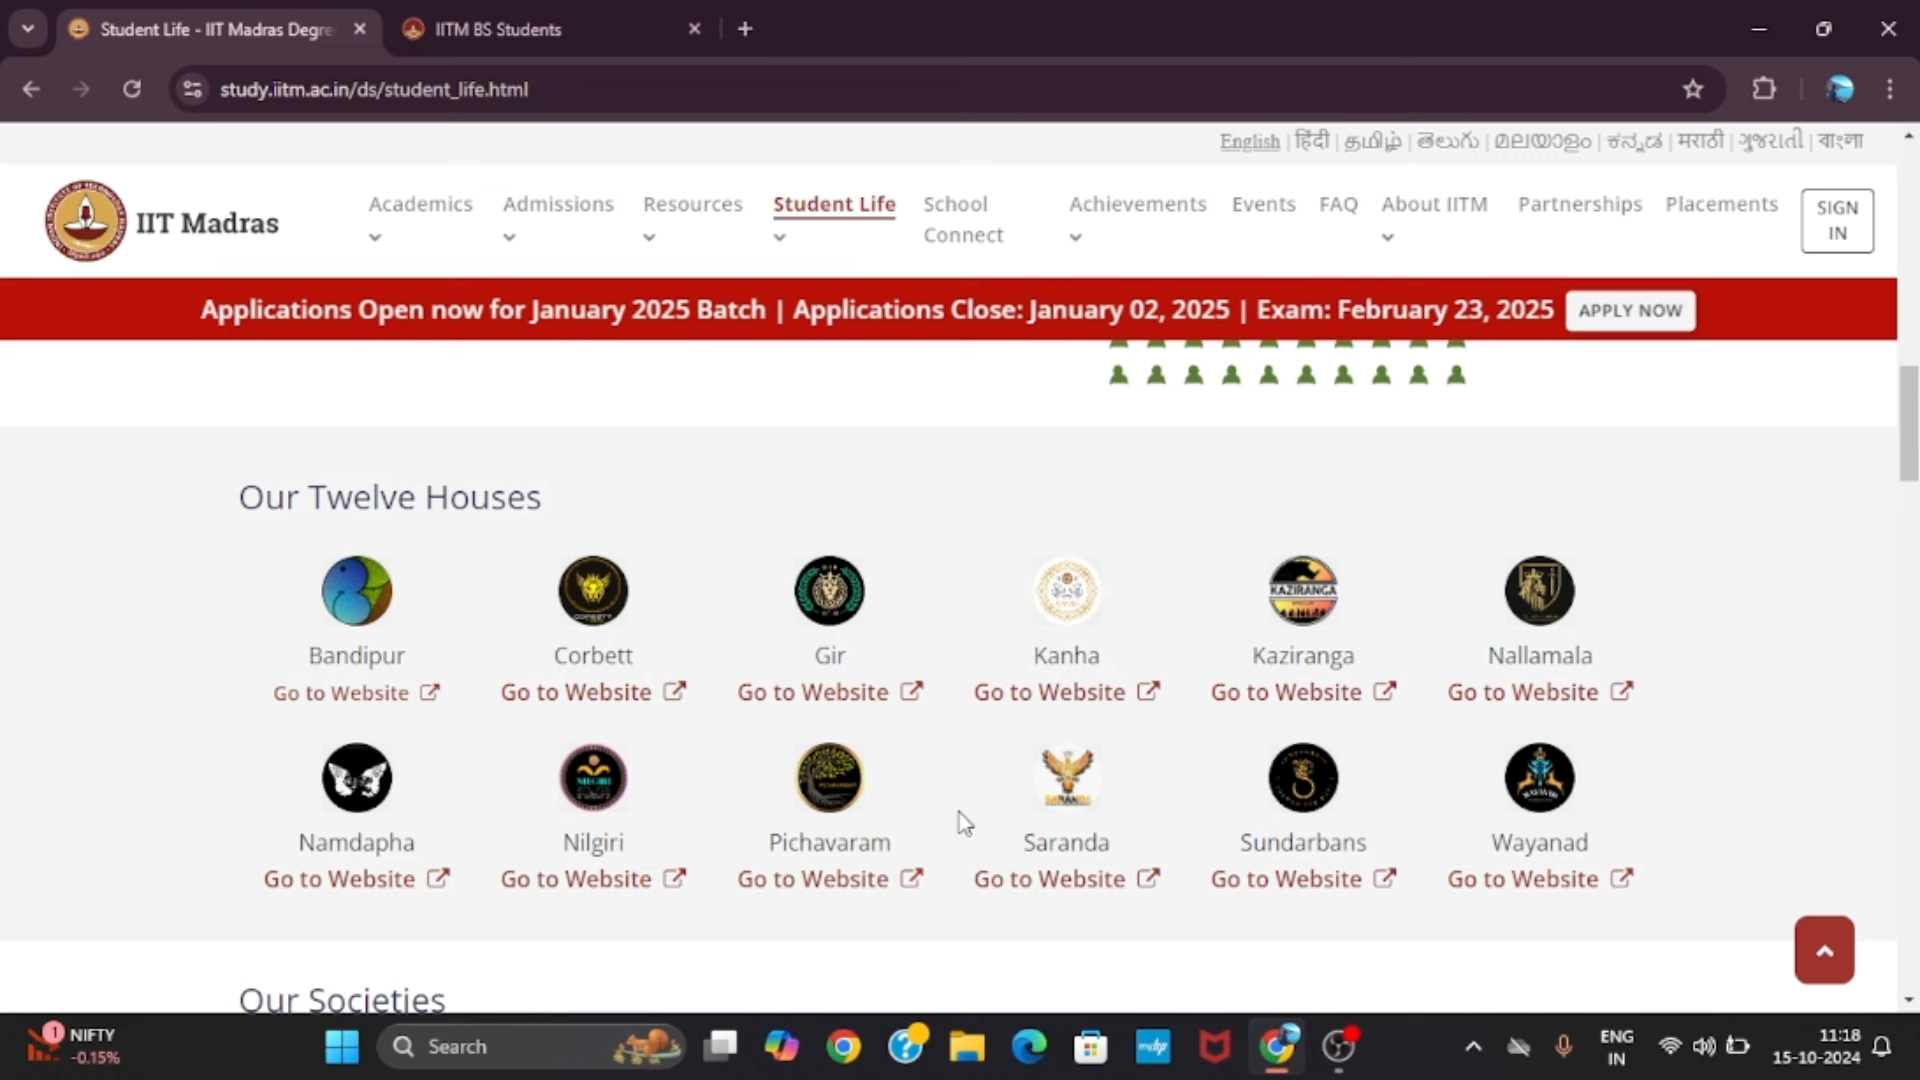 Student Life - IIT Madras Degre
IITM BS Students
study.iitm.ac.in/ds/student_life.html
English | हिंदी | தமிழ் | తెలుగు | മലയാളം | ಕನ್ನಡ | मराठी | ગુજરાતી | বাংলা
IIT Madras
Academics Admissions Resources Student Life School Connect Achievements Events FAQ About IITM Partnerships Placements
SIGN IN
Applications Open now for January 2025 Batch | Applications Close: January 02, 2025 | Exam: February 23, 2025 APPLY NOW
Our Twelve Houses
KAZIRANGA
Bandipur Corbett Gir Kanha Kaziranga Nallamala
Go to Website Go to Website Go to Website Go to Website Go to Website Go to Website
Namdapha Nilgiri Pichavaram Saranda Sundarbans Wayanad
Go to Website Go to Website Go to Website Go to Website Go to Website Go to Website
Our Societies
1 NIFTY
-0.15%
Search
ENG
IN
11:18
15-10-2024